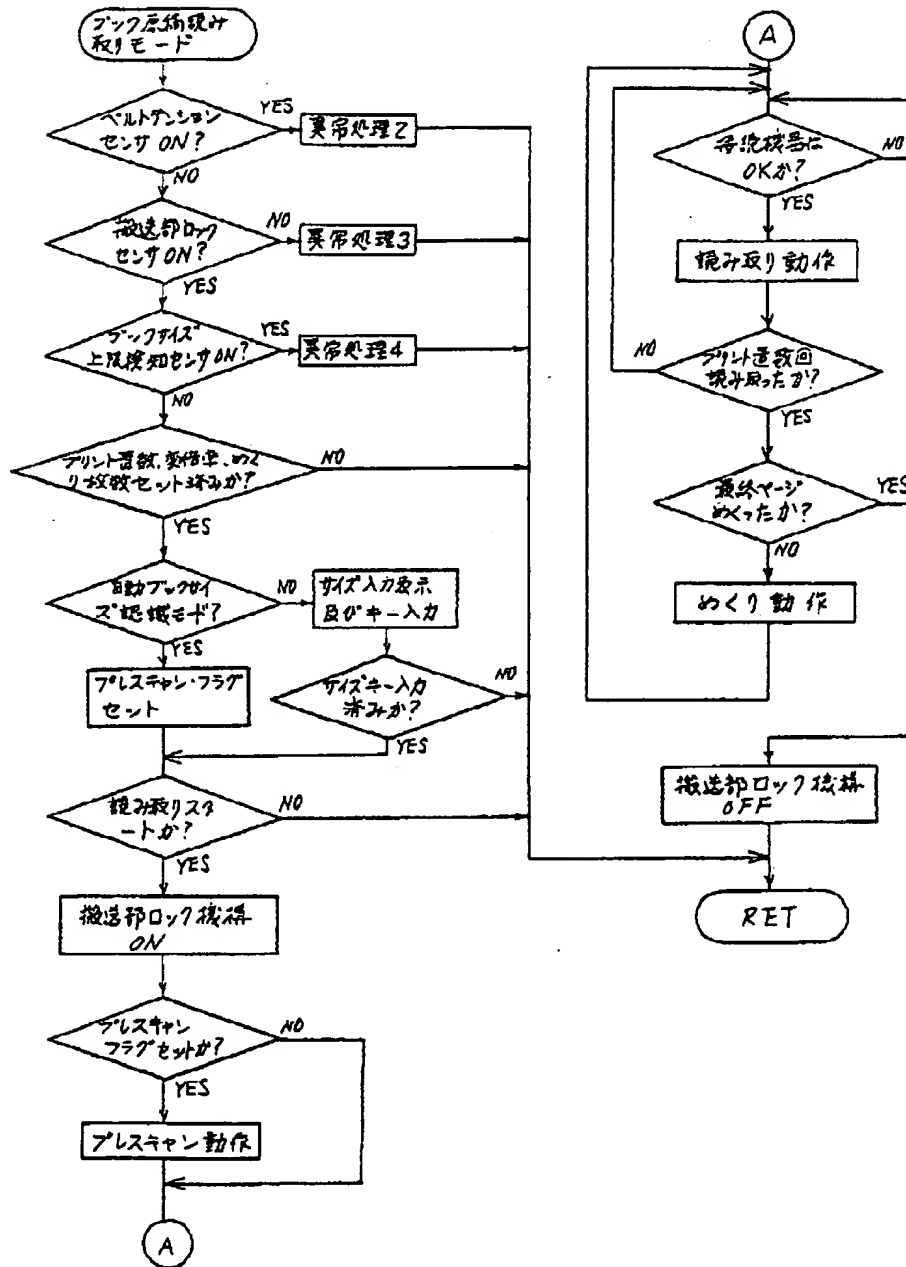 ブック原稿読み
取りモード
ベルトテンション
センサON?
YES
異常処理2
NO
搬送部ロック
センサON?
NO
異常処理3
YES
ブックサイズ
上限検知センサON?
YES
異常処理4
NO
プリント置数,変倍率,めく
り枚数セット済みか?
NO
YES
自動ブックサイ
ズ認識モード?
NO
サイズ入力表示
及びキー入力
YES
プレスキャン・フラグ
セット
サイズキー入力
済みか?
NO
YES
読み取りスタ
ートか?
NO
YES
搬送部ロック機構
ON
プレスキャン
フラグセットか?
NO
YES
プレスキャン動作
A
A
OKか?
NO
YES
読み取り動作
プリント置数回
読み取ったか?
NO
YES
最終ページ
めくったか?
YES
NO
めくり動作
搬送部ロック機構
OFF
RET